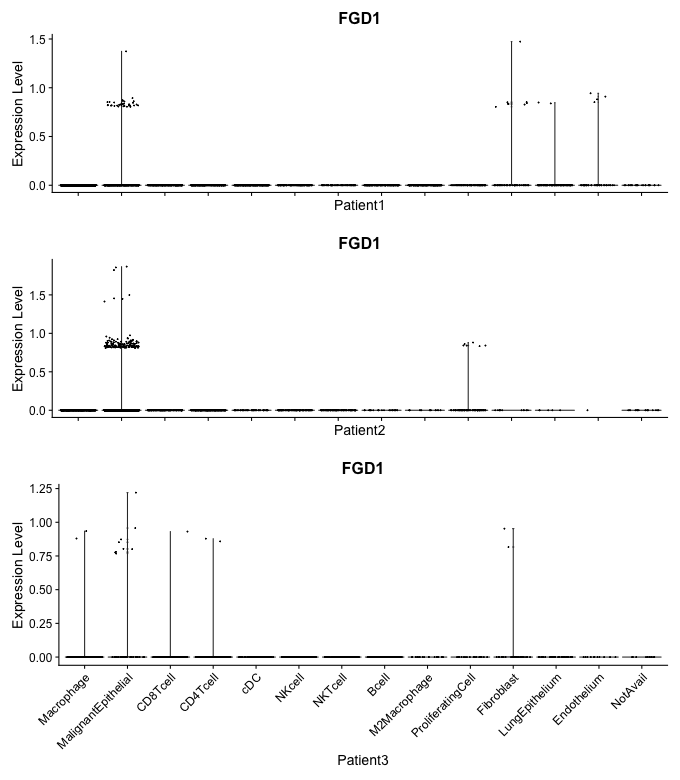 FGD1
Expression Level
1.5
1.0
0.5
0.0
Patient1
FGD1
Expression Level
1.5
1.0
0.5
0.0
Patient2
FGD1
Expression Level
1.25
1.00
0.75
0.50
0.25
0.00
Macrophage
MalignantEpithelial
CD8Tcell
CD4Tcell
cDC
NKcell
NKTcell
Bcell
M2Macrophage
ProliferatingCell
Fibroblast
LungEpithelium
Endothelium
NotAvail
Patient3